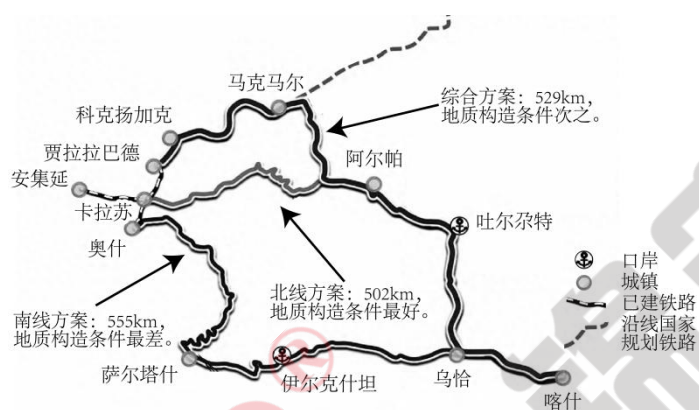 马克马尔
综合方案：529km，
地质构造条件次之。
科克扬加克
贾拉拉巴德
阿尔帕
安集延
卡拉苏
吐尔尕特
奥什
口岸
城镇
已建铁路
沿线国家
规划铁路
南线方案：555km，
地质构造条件最差。
北线方案：502km，
地质构造条件最好。
萨尔塔什
伊尔克什坦
乌恰
喀什